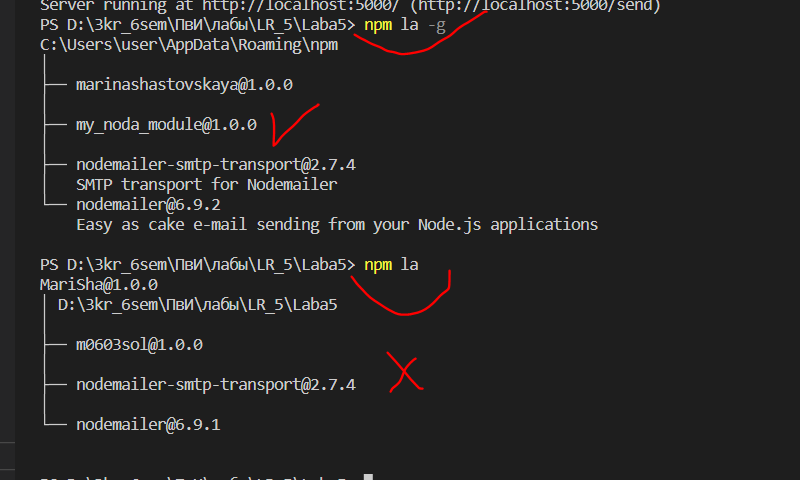 Server running at http://localhost:5000/ (http://localhost:5000/send)
PS D:\3kr_6sem\ПвИ\лабы\LR_5\Laba5> npm la -g
C:\Users\user\AppData\Roaming\npm
├── marinashastovskaya@1.0.0
├── my_noda_module@1.0.0
├── nodemailer-smtp-transport@2.7.4
│   SMTP transport for Nodemailer
└── nodemailer@6.9.2
    Easy as cake e-mail sending from your Node.js applications
PS D:\3kr_6sem\ПвИ\лабы\LR_5\Laba5> npm la
MariSha@1.0.0
│ D:\3kr_6sem\ПвИ\лабы\LR_5\Laba5
├── m0603sol@1.0.0
├── nodemailer-smtp-transport@2.7.4
└── nodemailer@6.9.1